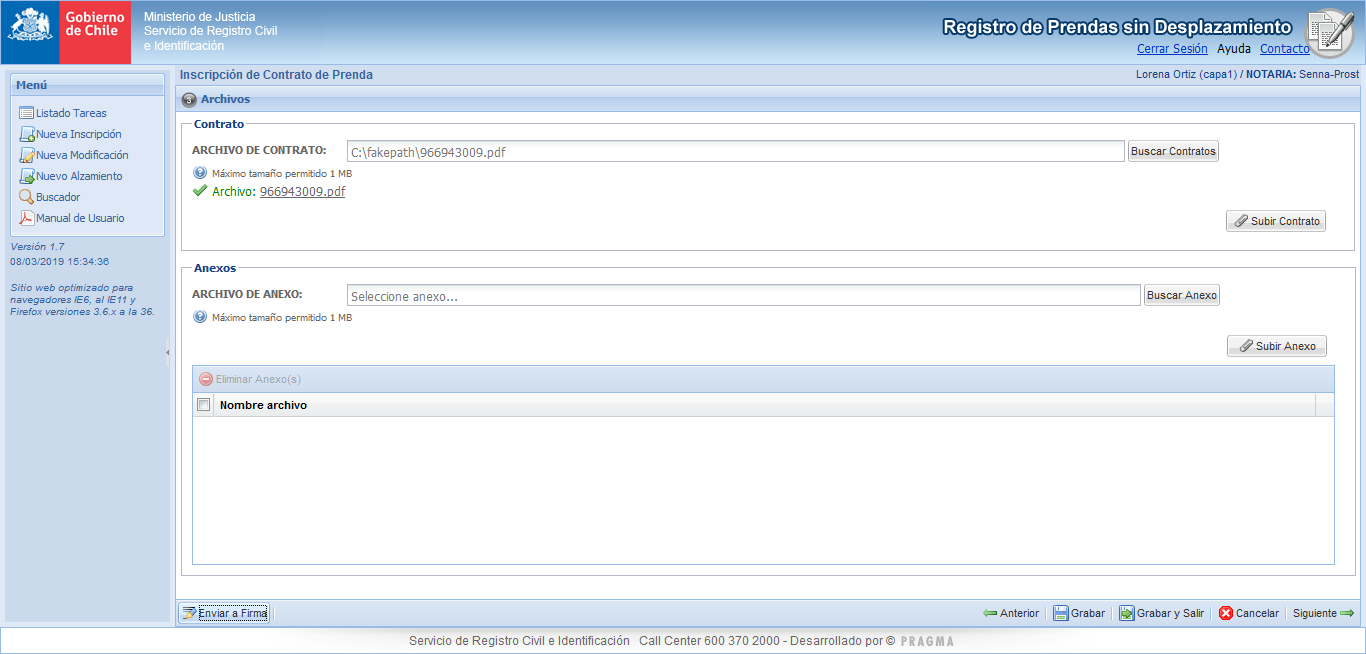 Gobierno
de Chile
Ministerio de Justicia
Servicio de Registro Civil
e Identificación
Registro de Prendas sin Desplazamiento
Cerrar Sesión Ayuda Contacto
Menú
Listado Tareas
Nueva Inscripción
Nueva Modificación
Nuevo Alzamiento
Buscador
Manual de Usuario
Versión 1.7
08/03/2019 15:34:36
Sitio web optimizado para
navegadores IE6, al IE11 y
Firefox versiones 3.6.x a la 36.
Inscripción de Contrato de Prenda
Lorena Ortiz (capa1) / NOTARIA: Senna-Prost
3 Archivos
Contrato
ARCHIVO DE CONTRATO: C:\fakepath\966943009.pdf Buscar Contratos
Máximo tamaño permitido 1 MB
Archivo: 966943009.pdf
Subir Contrato
Anexos
ARCHIVO DE ANEXO: Seleccione anexo... Buscar Anexo
Máximo tamaño permitido 1 MB
Subir Anexo
Eliminar Anexo(s)
Nombre archivo
Enviar a Firma Anterior Grabar Grabar y Salir Cancelar Siguiente
Servicio de Registro Civil e Identificación Call Center 600 370 2000 - Desarrollado por © PRAGMA